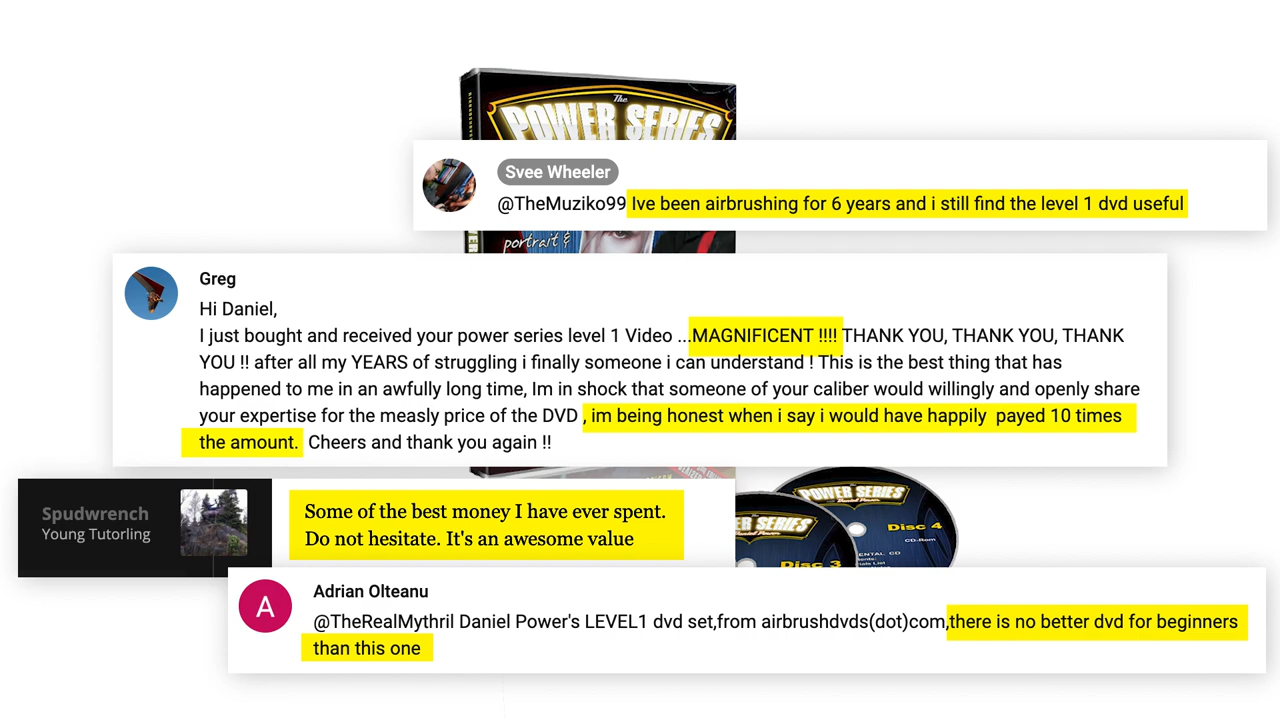 The
POWER SERIES
Svee Wheeler
@TheMuziko99 Ive been airbrushing for 6 years and i still find the level 1 dvd useful
portrait &
Greg
Hi Daniel,
I just bought and received your power series level 1 Video ...MAGNIFICENT !!!! THANK YOU, THANK YOU, THANK
YOU !! after all my YEARS of struggling i finally someone i can understand ! This is the best thing that has
happened to me in an awfully long time, Im in shock that someone of your caliber would willingly and openly share
your expertise for the measly price of the DVD , im being honest when i say i would have happily payed 10 times
the amount. Cheers and thank you again !!
Spudwrench
Young Tutorling
Some of the best money I have ever spent.
Do not hesitate. It's an awesome value
POWER SERIES
Daniel Power
Disc 4
CD-Rom
ER SERIES
Disc 3
Adrian Olteanu
A
@TheRealMythril Daniel Power's LEVEL1 dvd set,from airbrushdvds(dot)com,there is no better dvd for beginners
than this one